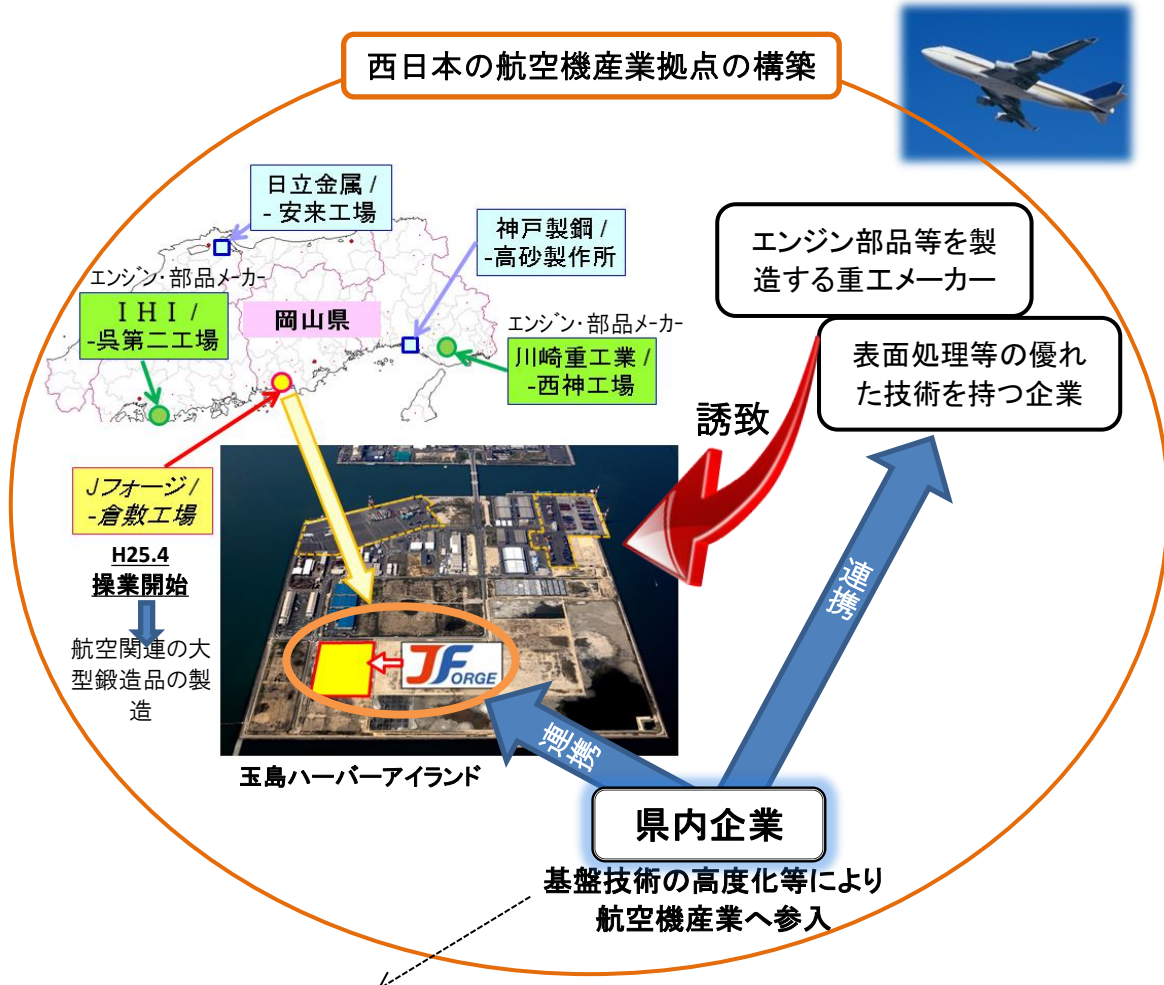 西日本の航空機産業拠点の構築
日立金属 /
- 安来工場
神戸製鋼 /
-高砂製作所
エンジン部品等を製
造する重工メーカー
エンジン・部品メーカー
ＩＨＩ /
-呉第二工場
岡山県
エンジン・部品メーカー
川崎重工業 /
-西神工場
表面処理等の優れ
た技術を持つ企業
誘致
Jフォージ /
-倉敷工場
H25.4
操業開始
航空関連の大
型鍛造品の製
造
JFORGE
連携
連携
玉島ハーバーアイランド
県内企業
基盤技術の高度化等により
航空機産業へ参入